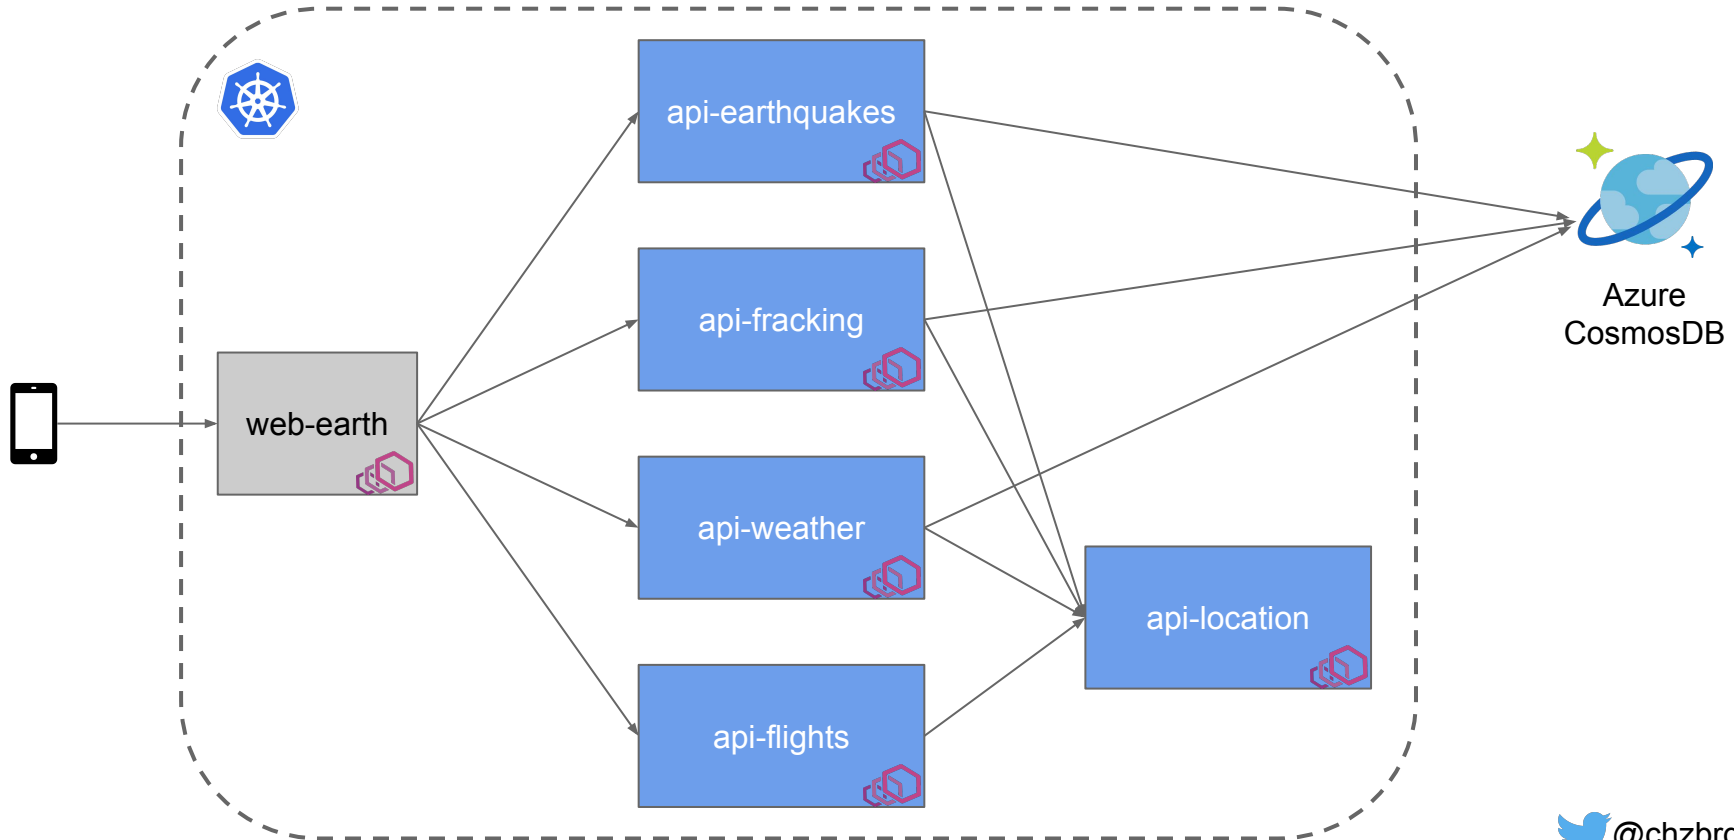 api-earthquakes
api-fracking
web-earth
api-weather
api-flights
api-location
Azure
CosmosDB